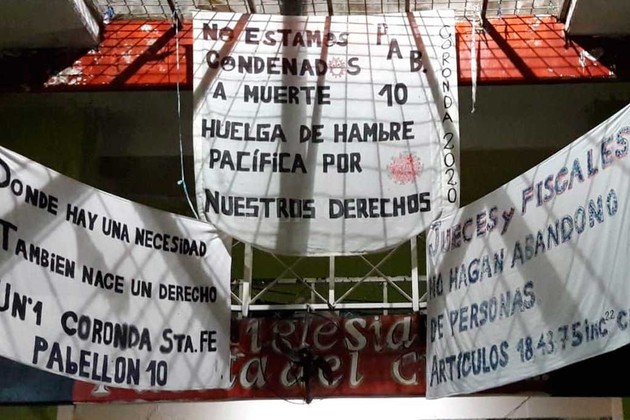 No ESTAMOS
CONDENADOS
A MUERTE
PAB.
10
HUELGA DE HAMBRE
PACÍFICA POR
NUESTROS DERECHOS
CORONDA 2020
DONDE HAY UNA NECESIDAD
TAMBIEN NACE UN DERECHO
UN°1 CORONDA STA.FE
PABELLON 10
JUECES y FISCALES
NO HAGAN ABANDONO
DE PERSONAS
ARTÍCULOS 18 43 75 inc 22 C
Iglesia